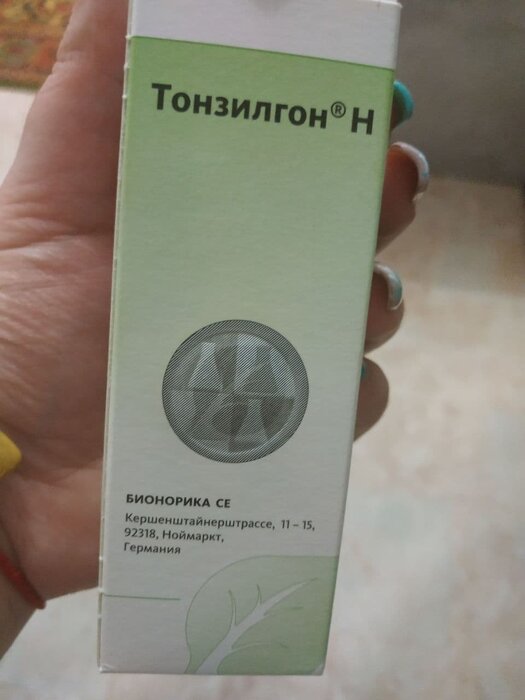 Тонзилгон® Н
БИОНОРИКА СЕ
Кершенштайнерштрассе, 11 – 15,
92318, Ноймаркт,
Германия